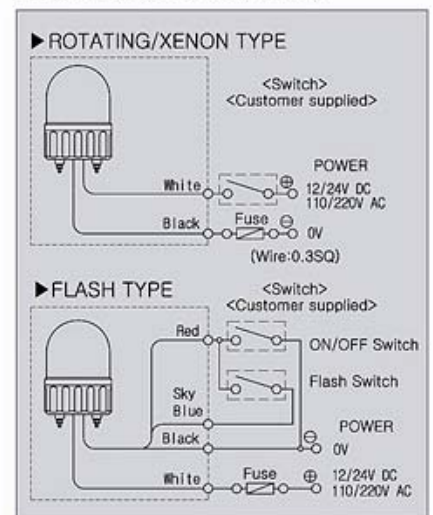 ▶ROTATING/XENON TYPE
<Switch>
<Customer supplied>
POWER
White
⊕ 12/24V DC
110/220V AC
Black
Fuse
⊖ 0V
(Wire:0.3SQ)
▶FLASH TYPE
<Switch>
<Customer supplied>
Red
ON/OFF Switch
Flash Switch
Sky
Blue
POWER
Black
⊖ 0V
White
Fuse
⊕ 12/24V DC
110/220V AC